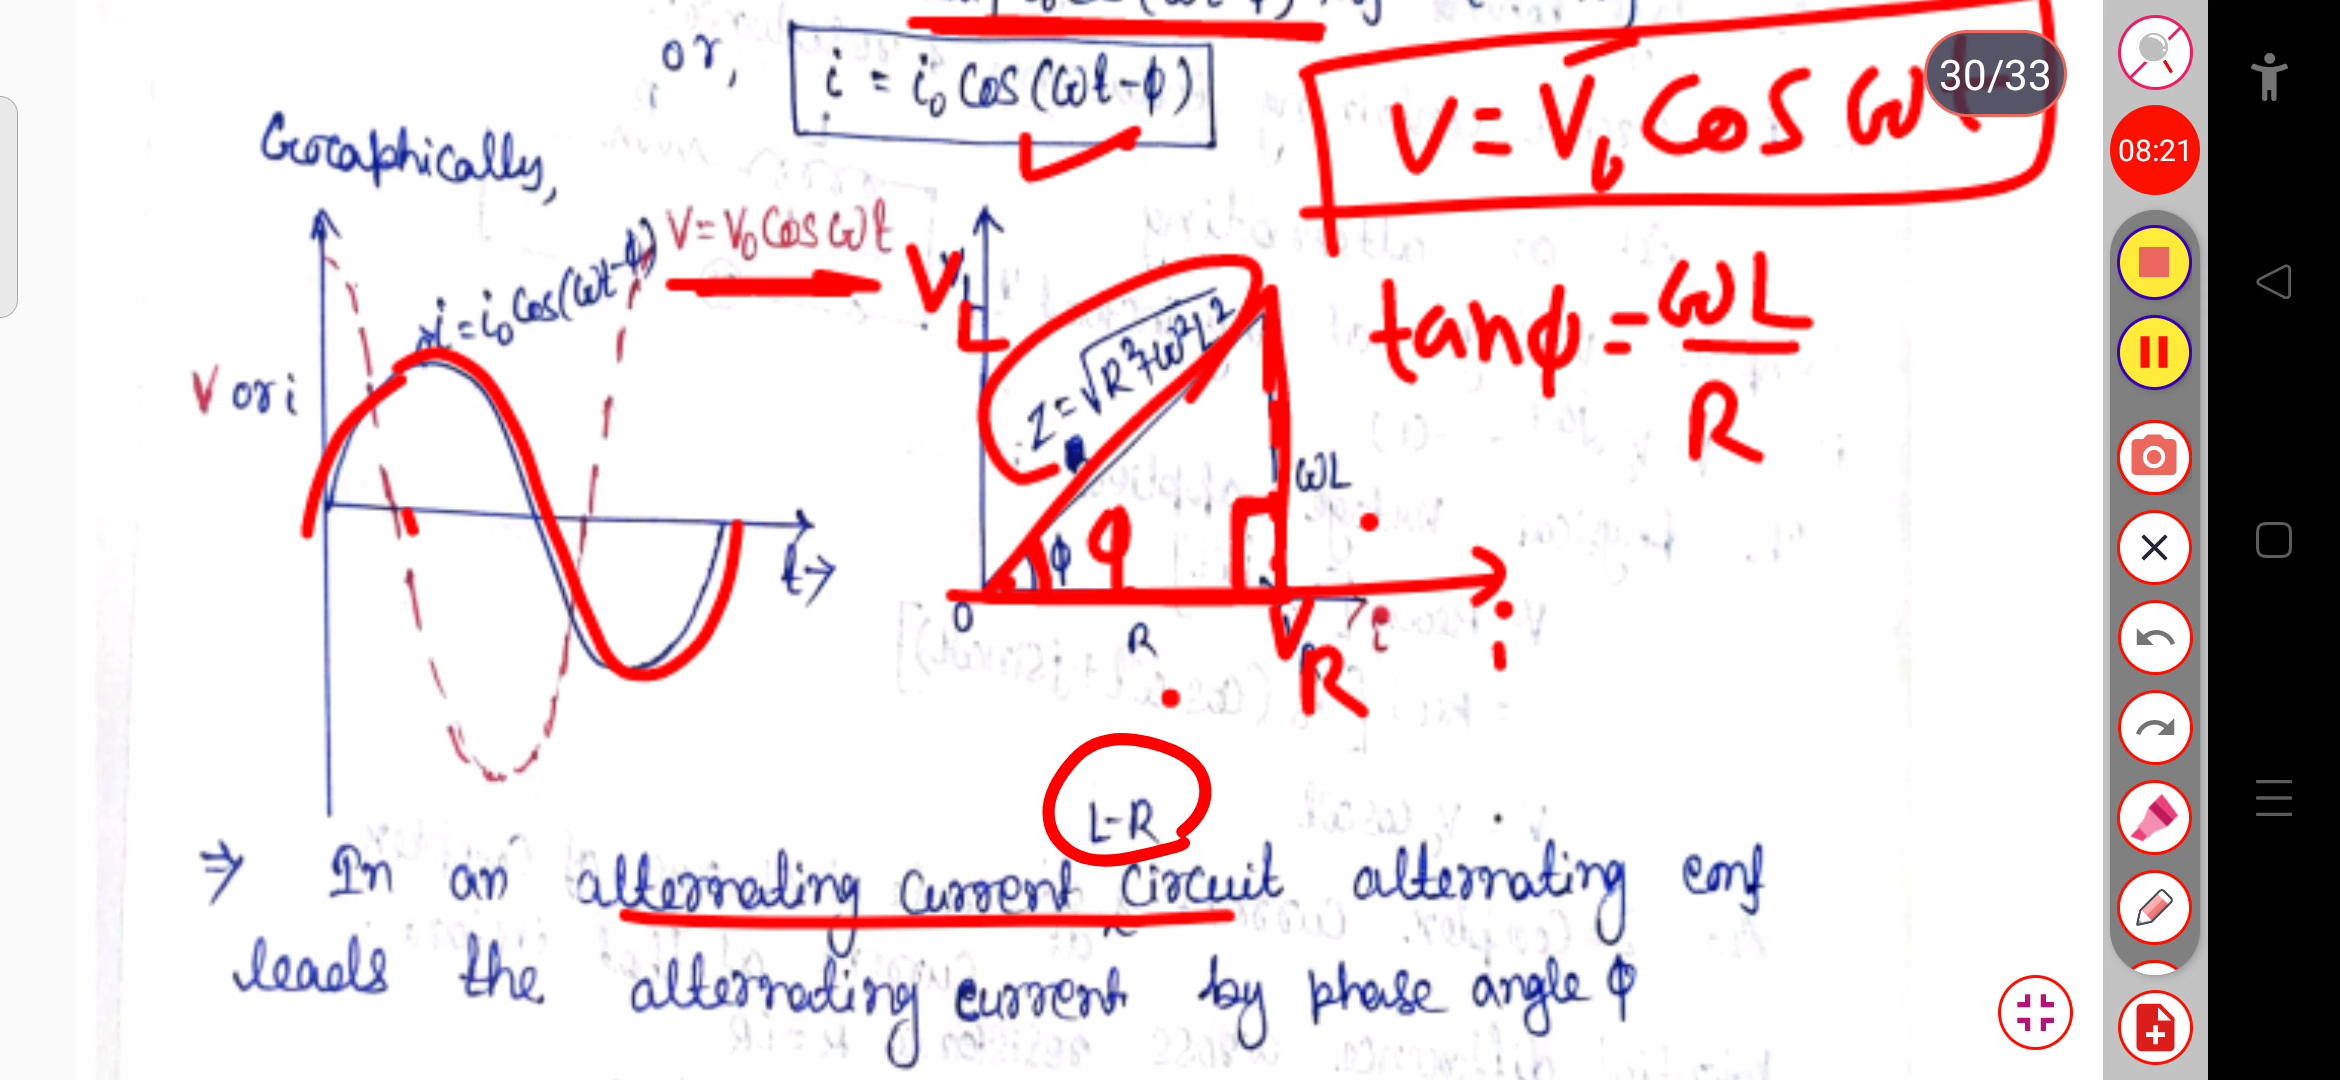 or, i = i₀ Cos (ωt-ϕ)
V = V₀ Cos ω
30/33
08:21
Graphically,
V = V₀ Cos ωt
i = i₀ Cos(ωt-ϕ)
V or i
t→
V_L
Z = √R²+ω²L²
tanϕ = ωL/R
ωL
ϕ φ
O
R
V_R
i
i
L-R
⇒ In an alternating current circuit alternating emf
leads the alternating current by phase angle ϕ